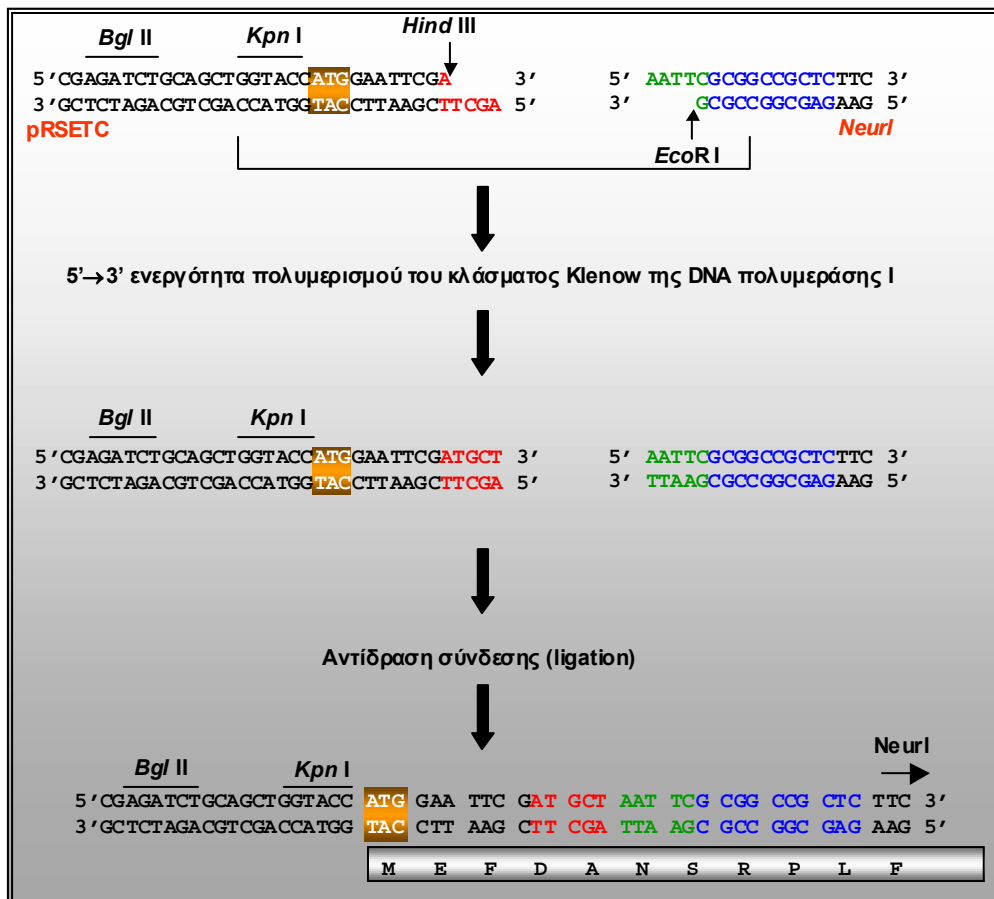 Bgl II Kpn I Hind III
5′CGAGATCTGCAGCTGGTACCATGGAATTCGA 3′ 5′ AATTCGCGGCCGCTCTTC 3′
3′GCTCTAGACGTCGACCATGGTACCTTAAGCTTCGA 5′ 3′ GCGCCGGCGAGAAG 5′
pRSETC NeurI
EcoR I
5’→3’ ενεργότητα πολυμερισμού του κλάσματος Klenow της DNA πολυμεράσης I
Bgl II Kpn I
5′CGAGATCTGCAGCTGGTACCATGGAATTCGATGCT 3′ AATTCGCGGCCGCTCTTC 3′
3′GCTCTAGACGTCGACCATGGTACCTTAAGCTTCGA 5′ 3′ TTAAGCGCCGGCGAGAAG 5′
Αντίδραση σύνδεσης (ligation)
NeurI
Bgl II Kpn I
5′CGAGATCTGCAGCTGGTACC ATG GAA TTC GAT GCT AAT TCG CGG CCG CTC TTC 3′
3′GCTCTAGACGTCGACCATGG TAC CTT AAG CTT CGA TTA AGC GCC GGC GAG AAG 5′
M E F D A N S R P L F